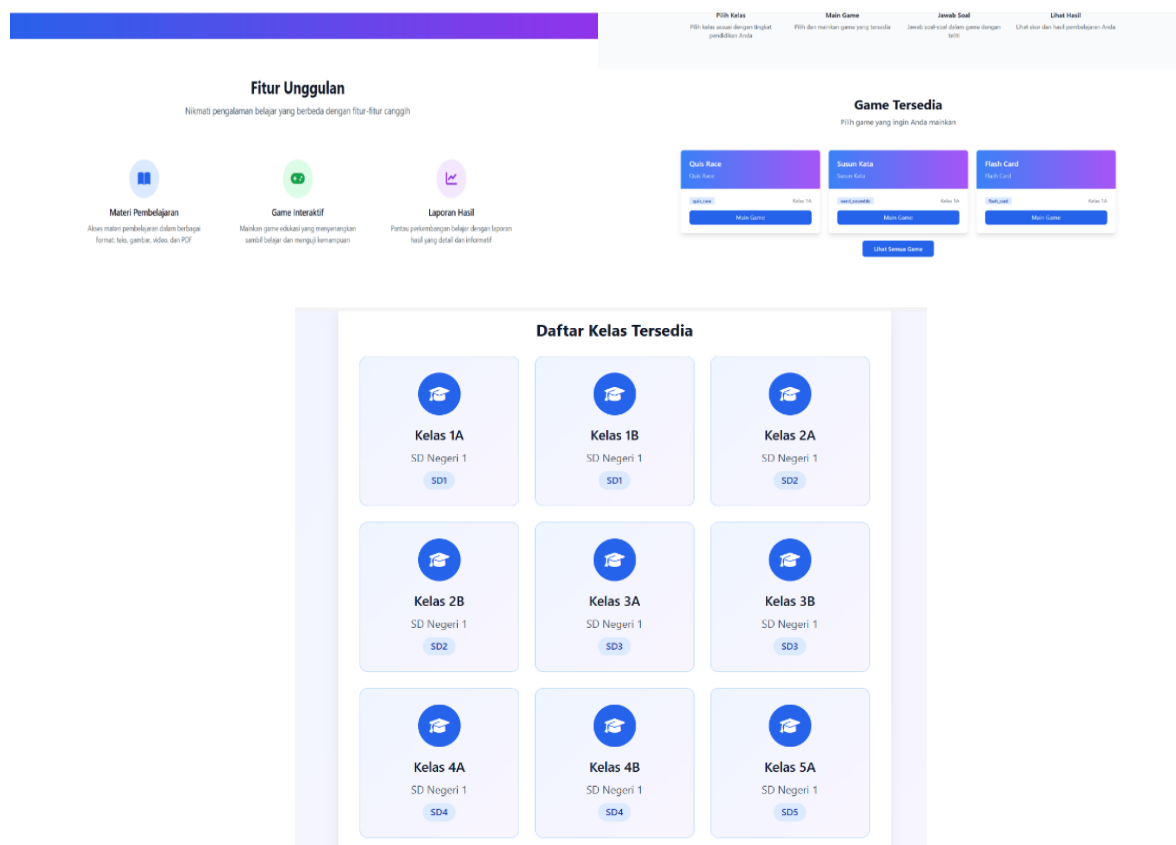 Fitur Unggulan
Nikmati pengalaman belajar yang berbeda dengan fitur-fitur canggih
Materi Pembelajaran
Akses materi pembelajaran dalam berbagai
format: teks, gambar, video, dan PDF
Game Interaktif
Mainkan game edukasi yang menyenangkan
sambil belajar dan menguji kemampuan
Laporan Hasil
Pantau perkembangan belajar dengan laporan
hasil yang detail dan informatif
Pilih Kelas
Pilih kelas sesuai dengan tingkat
pendidikan Anda
Main Game
Pilih dan mainkan game yang tersedia
Jawab Soal
Jawab soal-soal dalam game dengan
teliti
Lihat Hasil
Lihat skor dan hasil pembelajaran Anda
Game Tersedia
Pilih game yang ingin Anda mainkan
Quis Race
Quis Race
quis_race
Kelas 1A
Main Game
Susun Kata
Susun Kata
word_scramble
Kelas 1A
Main Game
Flash Card
Flash Card
flash_card
Kelas 1A
Main Game
Lihat Semua Game
Daftar Kelas Tersedia
Kelas 1A
SD Negeri 1
SD1
Kelas 1B
SD Negeri 1
SD1
Kelas 2A
SD Negeri 1
SD2
Kelas 2B
SD Negeri 1
SD2
Kelas 3A
SD Negeri 1
SD3
Kelas 3B
SD Negeri 1
SD3
Kelas 4A
SD Negeri 1
SD4
Kelas 4B
SD Negeri 1
SD4
Kelas 5A
SD Negeri 1
SD5